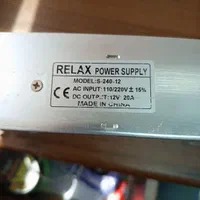 RELAX POWER SUPPLY
MODEL:S-240-12
AC INPUT:110/220V±15%
DC OUTPUT:12V 20A
MADE IN CHINA